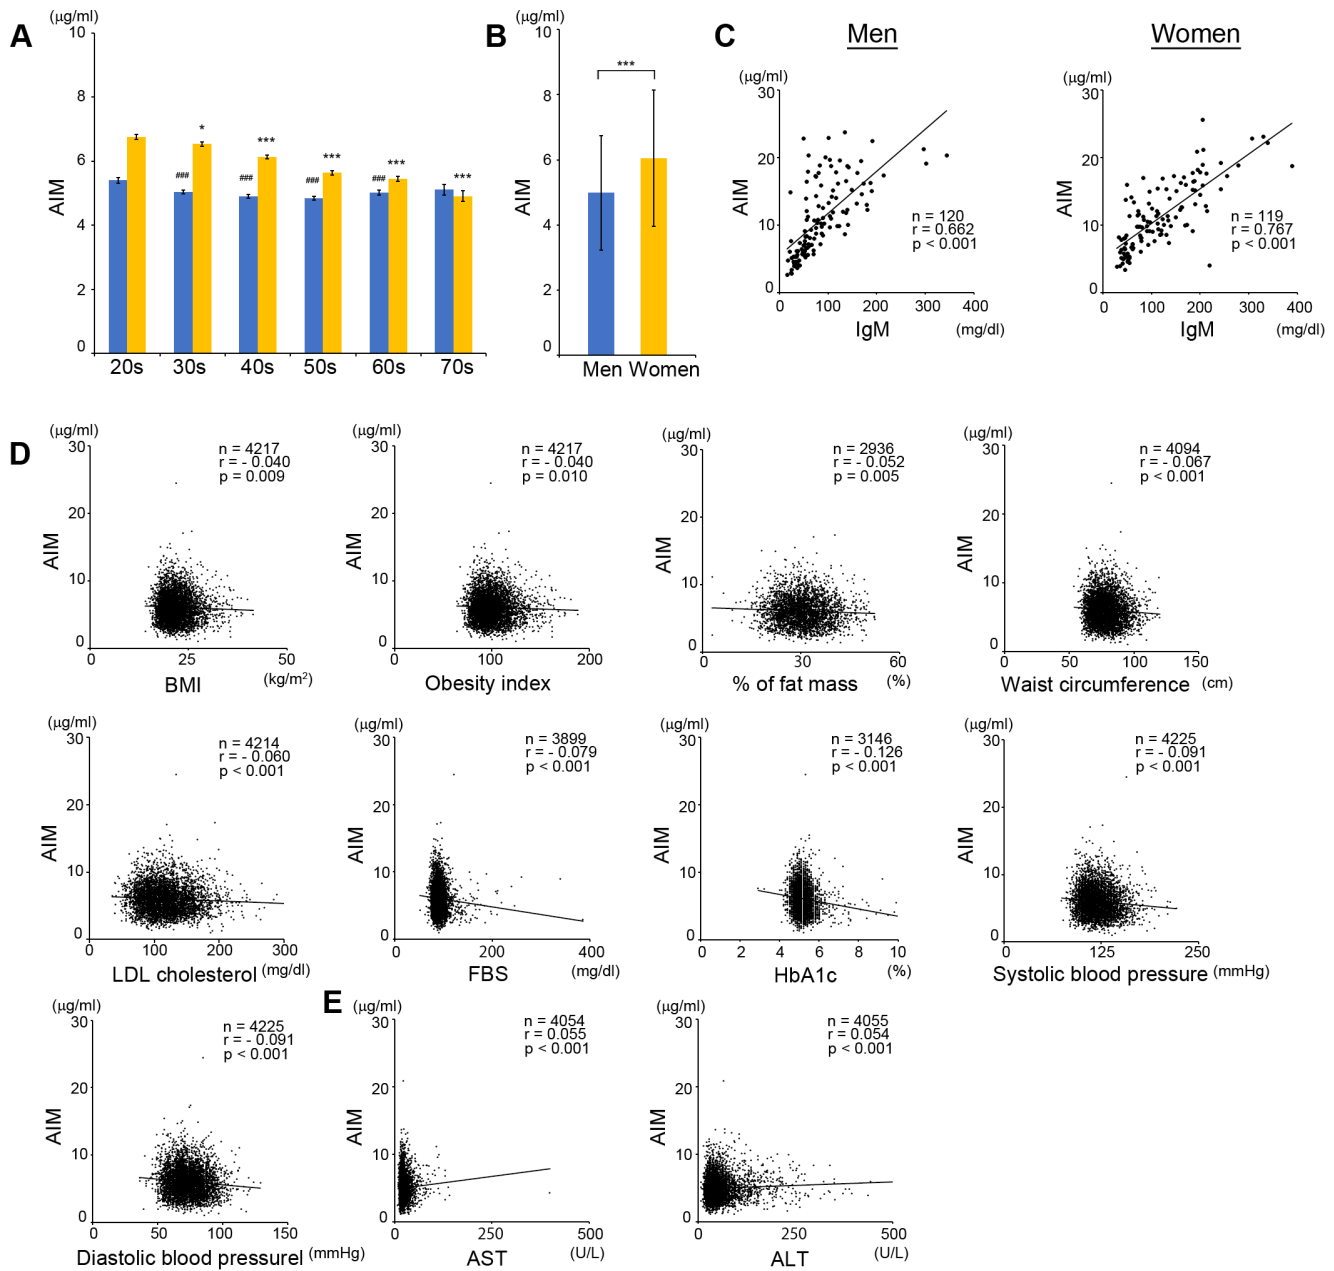 A
(μg/ml)
AIM
10
8
6
4
2
0
###
###
###
###
*
***
***
***
***
20s
30s
40s
50s
60s
70s
B
(μg/ml)
AIM
10
8
6
4
2
0
***
Men Women
C
Men
(μg/ml)
AIM
30
20
10
0
n = 120
r = 0.662
p < 0.001
0
100
200
300
400
IgM
(mg/dl)
Women
(μg/ml)
AIM
30
20
10
0
n = 119
r = 0.767
p < 0.001
0
100
200
300
400
IgM
(mg/dl)
D
(μg/ml)
AIM
30
20
10
0
n = 4217
r = - 0.040
p = 0.009
0
25
50
BMI
(kg/m²)
(μg/ml)
AIM
30
20
10
0
n = 4217
r = - 0.040
p = 0.010
0
100
200
Obesity index
(μg/ml)
AIM
30
20
10
0
n = 2936
r = - 0.052
p = 0.005
0
30
60
% of fat mass
(%)
(μg/ml)
AIM
30
20
10
0
n = 4094
r = - 0.067
p < 0.001
0
50
100
150
Waist circumference
(cm)
(μg/ml)
AIM
30
20
10
0
n = 4214
r = - 0.060
p < 0.001
0
100
200
300
LDL cholesterol
(mg/dl)
(μg/ml)
AIM
30
20
10
0
n = 3899
r = - 0.079
p < 0.001
0
200
400
FBS
(mg/dl)
(μg/ml)
AIM
30
20
10
0
n = 3146
r = - 0.126
p < 0.001
0
2
4
6
8
10
HbA1c
(%)
(μg/ml)
AIM
30
20
10
0
n = 4225
r = - 0.091
p < 0.001
0
125
250
Systolic blood pressure
(mmHg)
(μg/ml)
AIM
30
20
10
0
n = 4225
r = - 0.091
p < 0.001
0
50
100
150
Diastolic blood pressurel
(mmHg)
E
(μg/ml)
AIM
30
20
10
0
n = 4054
r = 0.055
p < 0.001
0
250
500
AST
(U/L)
(μg/ml)
AIM
30
20
10
0
n = 4055
r = 0.054
p < 0.001
0
250
500
ALT
(U/L)